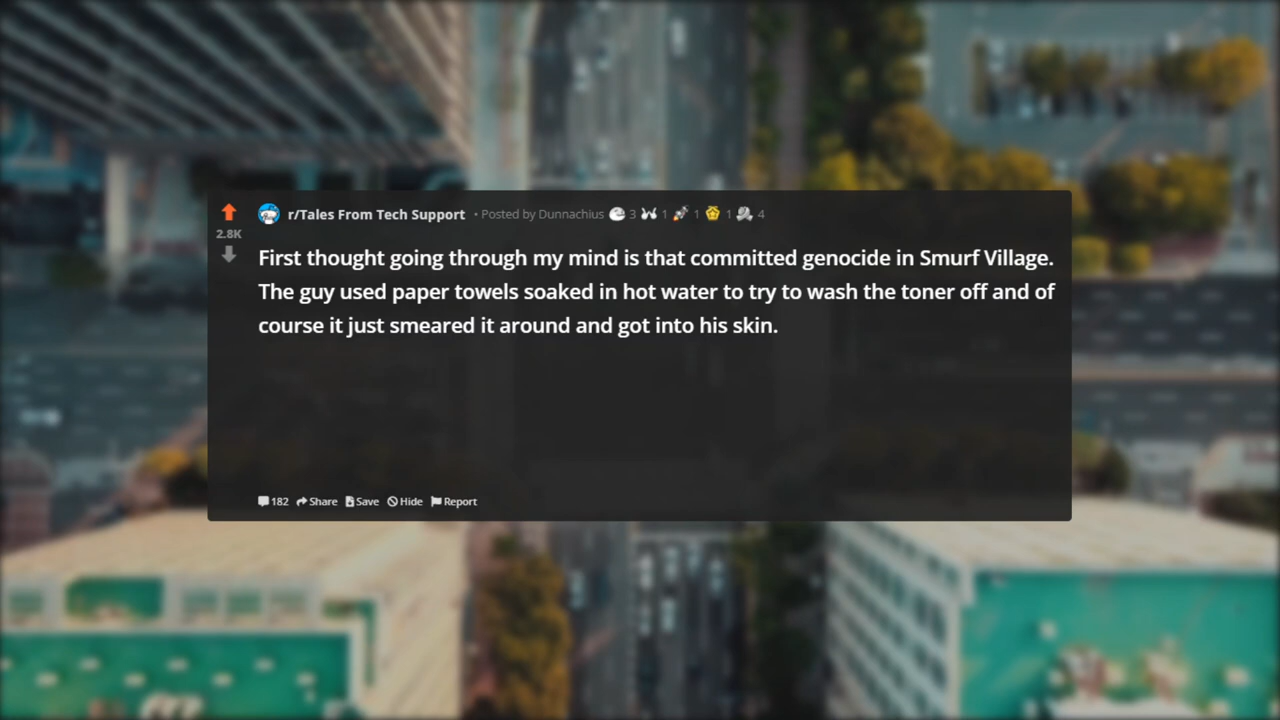 r/Tales From Tech Support • Posted by Dunnachius 3 1 1 1 4
2.8K
First thought going through my mind is that committed genocide in Smurf Village.
The guy used paper towels soaked in hot water to try to wash the toner off and of
course it just smeared it around and got into his skin.
182 Share Save Hide Report